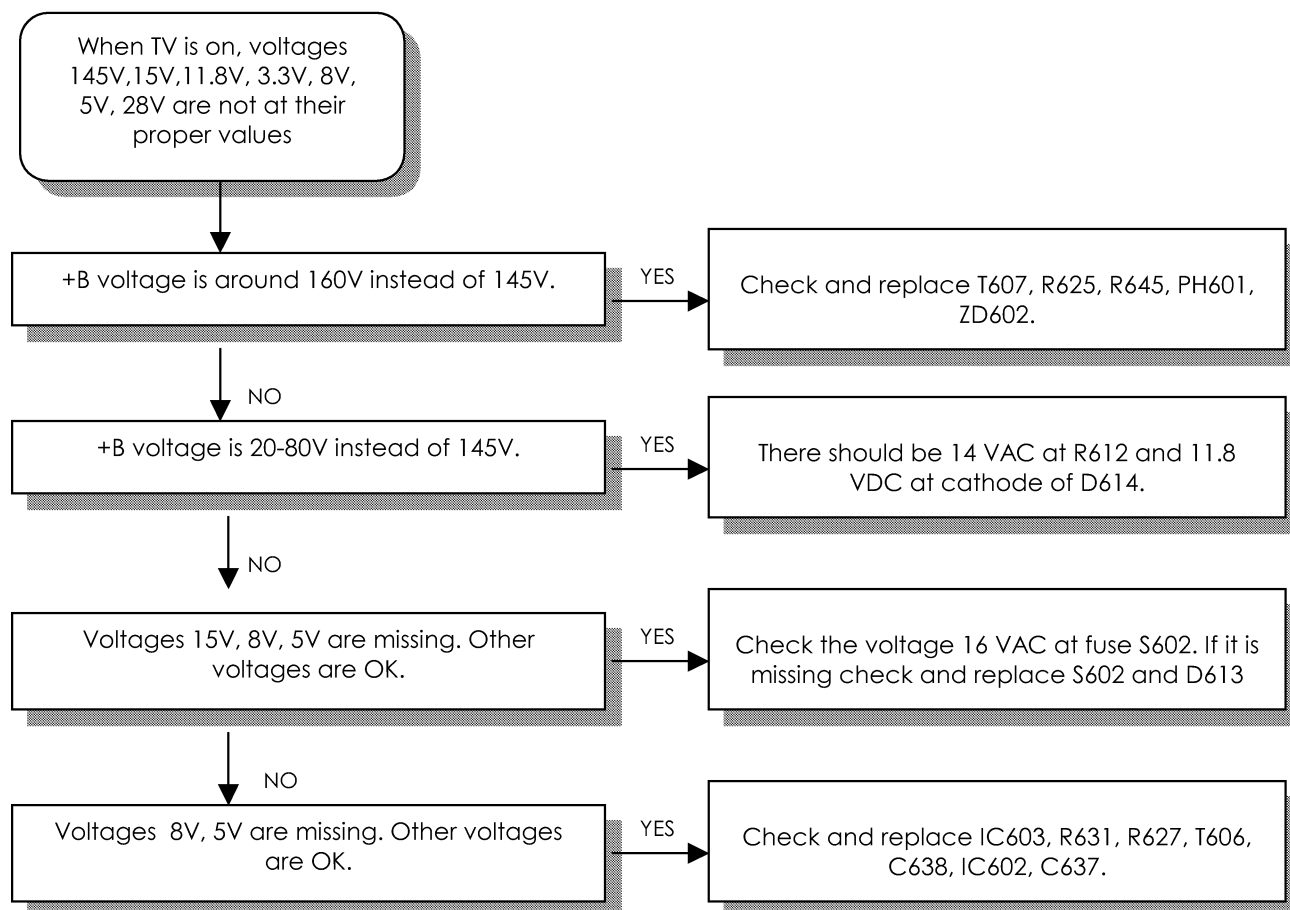 When TV is on, voltages
145V,15V,11.8V, 3.3V, 8V,
5V, 28V are not at their
proper values
+B voltage is around 160V instead of 145V.
YES
Check and replace T607, R625, R645, PH601,
ZD602.
NO
+B voltage is 20-80V instead of 145V.
YES
There should be 14 VAC at R612 and 11.8
VDC at cathode of D614.
NO
Voltages 15V, 8V, 5V are missing. Other
voltages are OK.
YES
Check the voltage 16 VAC at fuse S602. If it is
missing check and replace S602 and D613
NO
Voltages  8V, 5V are missing. Other voltages
are OK.
YES
Check and replace IC603, R631, R627, T606,
C638, IC602, C637.